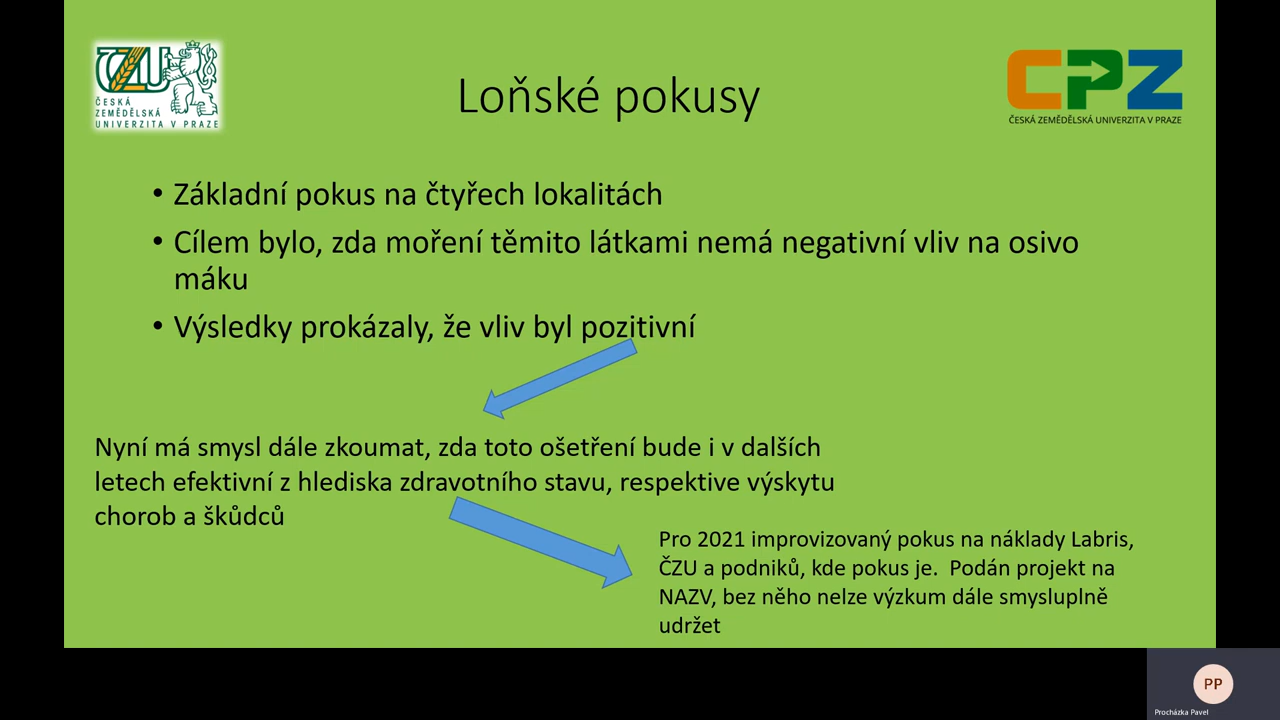 ČZU
ČESKÁ
ZEMĚDĚLSKÁ
UNIVERZITA V PRAZE
Loňské pokusy
CPZ
ČESKÁ ZEMĚDĚLSKÁ UNIVERZITA V PRAZE
• Základní pokus na čtyřech lokalitách
• Cílem bylo, zda moření těmito látkami nemá negativní vliv na osivo
máku
• Výsledky prokázaly, že vliv byl pozitivní
Nyní má smysl dále zkoumat, zda toto ošetření bude i v dalších
letech efektivní z hlediska zdravotního stavu, respektive výskytu
chorob a škůdců
Pro 2021 improvizovaný pokus na náklady Labris,
ČZU a podniků, kde pokus je. Podán projekt na
NAZV, bez něho nelze výzkum dále smysluplně
udržet
PP
Procházka Pavel